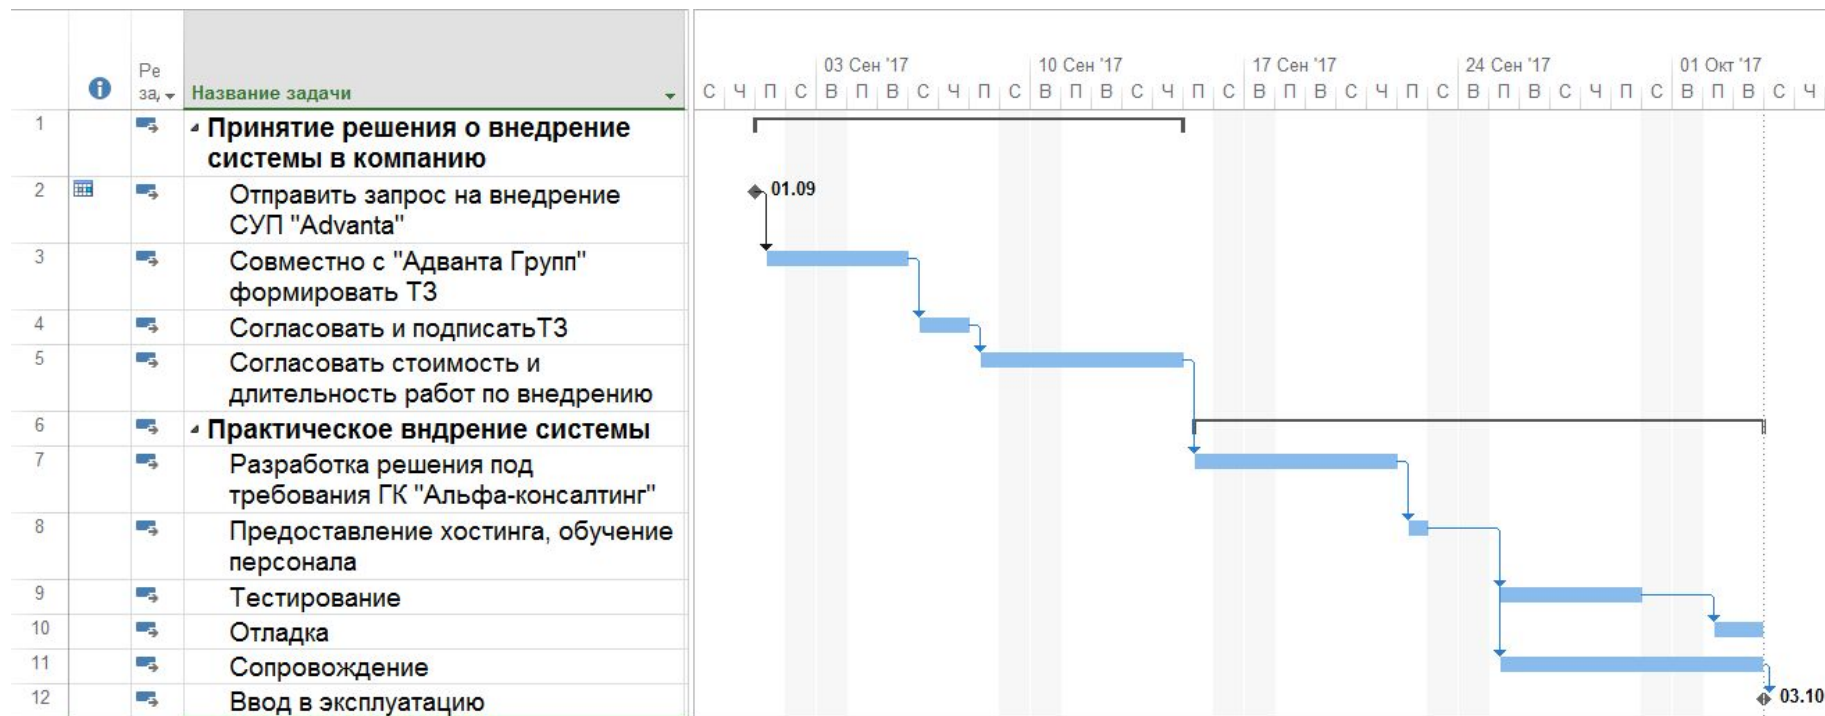 03 Сен '17 10 Сен '17 17 Сен '17 24 Сен '17 01 Окт '17
Ре
за, Название задачи
С Ч П С В П В С Ч П С В П В С Ч П С В П В С Ч П С В П В С Ч П С В П В С Ч
1 Принятие решения о внедрение
системы в компанию
2 Отправить запрос на внедрение
СУП "Advanta"
01.09
3 Совместно с "Адванта Групп"
формировать ТЗ
4 Согласовать и подписатьТЗ
5 Согласовать стоимость и
длительность работ по внедрению
6 Практическое вндрение системы
7 Разработка решения под
требования ГК "Альфа-консалтинг"
8 Предоставление хостинга, обучение
персонала
9 Тестирование
10 Отладка
11 Сопровождение
12 Ввод в эксплуатацию
03.10